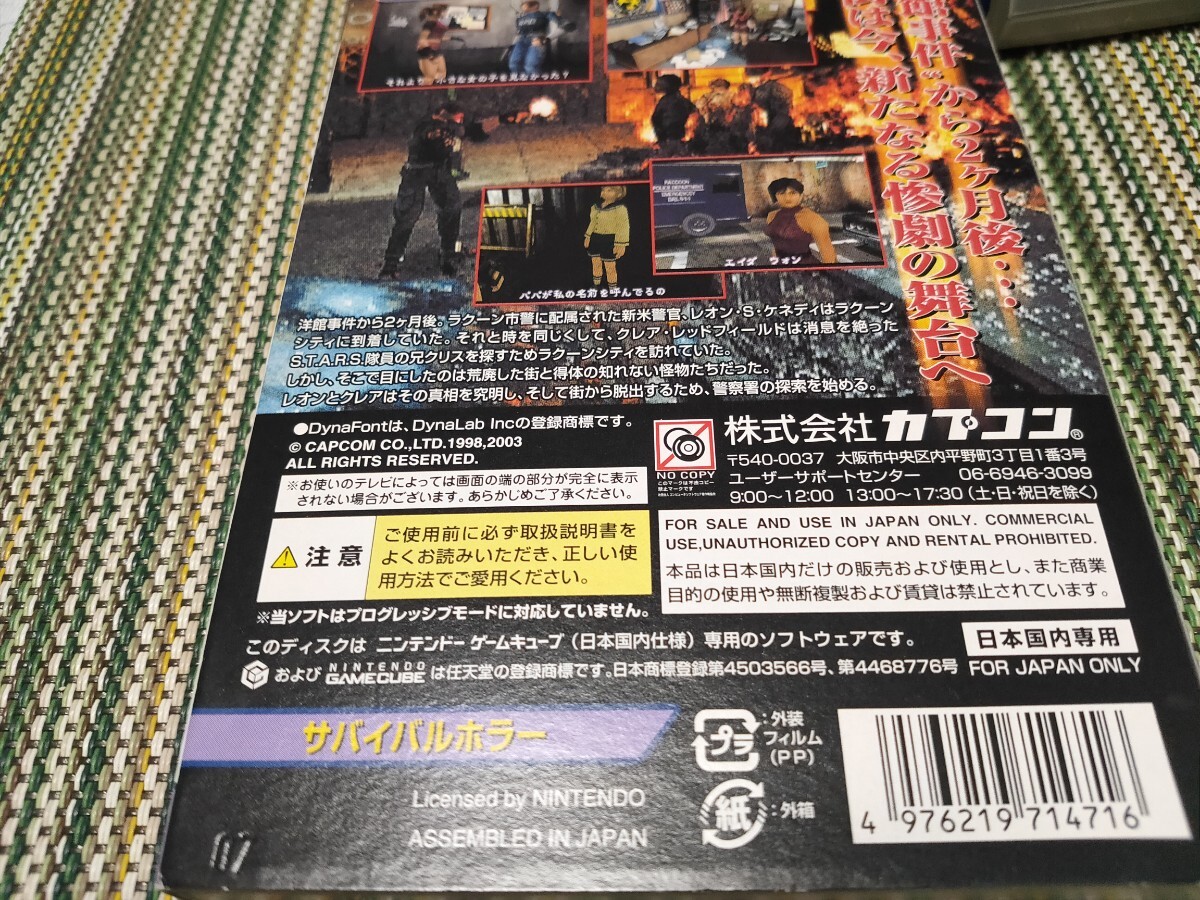 それより、小さな女の子を見なかった?
事件"から2ヶ月後・・・
は今、新たなる惨劇の舞台へ
RACCOON
POLICE DEPARTMENT
エイダ ウォン
パパが私の名前を呼んでるの
洋館事件から2ヶ月後。ラクーン市警に配属された新米警官、レオン・S・ケネディはラクーン
シティに到着していた。それと時を同じくして、クレア・レッドフィールドは消息を絶った
S.T.A.R.S.隊員の兄クリスを探すためラクーンシティを訪れていた。
しかし、そこで目にしたのは荒廃した街と得体の知れない怪物たちだった。
レオンとクレアはその真相を究明し、そして街から脱出するため、警察署の探索を始める。
●DynaFontは、DynaLab Incの登録商標です。
© CAPCOM CO.,LTD.1998,2003
ALL RIGHTS RESERVED.
※お使いのテレビによっては画面の端の部分が完全に表示
されない場合がございます。あらかじめご了承ください。
NO COPY
このマークは不法コピー
禁止マークです
株式会社 カプコン®
〒540-0037 大阪市中央区内平野町3丁目1番3号
ユーザーサポートセンター 06-6946-3099
9:00〜12:00 13:00〜17:30(土・日・祝日を除く)
注意
ご使用前に必ず取扱説明書を
よくお読みいただき、正しい使
用方法でご愛用ください。
FOR SALE AND USE IN JAPAN ONLY. COMMERCIAL
USE,UNAUTHORIZED COPY AND RENTAL PROHIBITED.
本品は日本国内だけの販売および使用とし、また商業
目的の使用や無断複製および賃貸は禁止されています。
※当ソフトはプログレッシブモードに対応していません。
このディスクは ニンテンドーゲームキューブ(日本国内仕様)専用のソフトウェアです。
および NINTENDO GAMECUBE は任天堂の登録商標です。日本商標登録第4503566号、第4468776号
日本国内専用
FOR JAPAN ONLY
サバイバルホラー
プラ
:外装
フィルム
(PP)
紙
:外箱
Licensed by NINTENDO
ASSEMBLED IN JAPAN
4 976219 714716